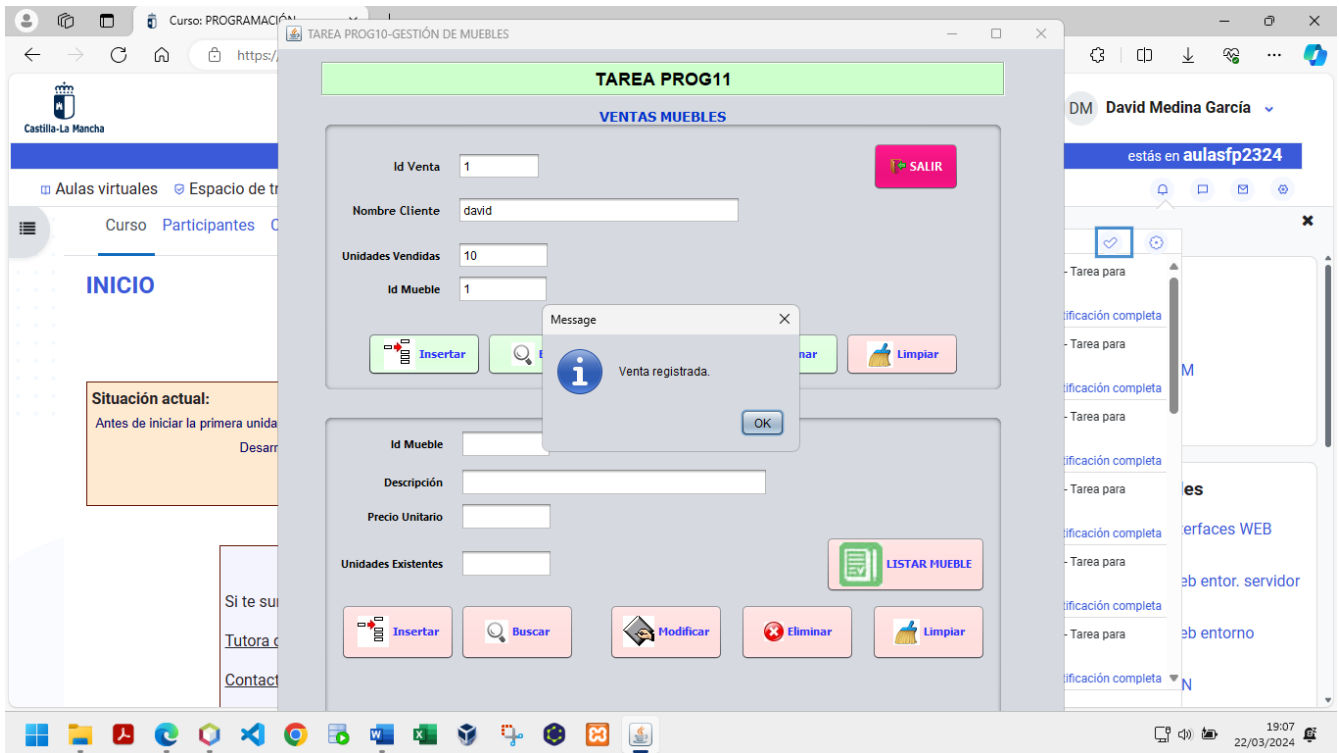 Curso: PROGRAMACIÓN
TAREA PROG10-GESTIÓN DE MUEBLES
https:/
Castilla-La Mancha
TAREA PROG11
DM David Medina García
VENTAS MUEBLES
estás en aulasfp2324
Id Venta 1
SALIR
Aulas virtuales Espacio de tr
Nombre Cliente david
Curso Participantes C
Unidades Vendidas 10
- Tarea para
INICIO
Id Mueble 1
tificación completa
Message
- Tarea para
Insertar
nar
Limpiar
Venta registrada.
M
tificación completa
Situación actual:
Antes de iniciar la primera unida
- Tarea para
OK
Desarr
Id Mueble
tificación completa
Descripción
- Tarea para
les
Precio Unitario
erfaces WEB
tificación completa
Unidades Existentes
LISTAR MUEBLE
- Tarea para
eb entor. servidor
Si te sur
tificación completa
Insertar
Buscar
Modificar
Eliminar
Limpiar
- Tarea para
eb entorno
Tutora d
Contact
tificación completa
N
19:07
22/03/2024